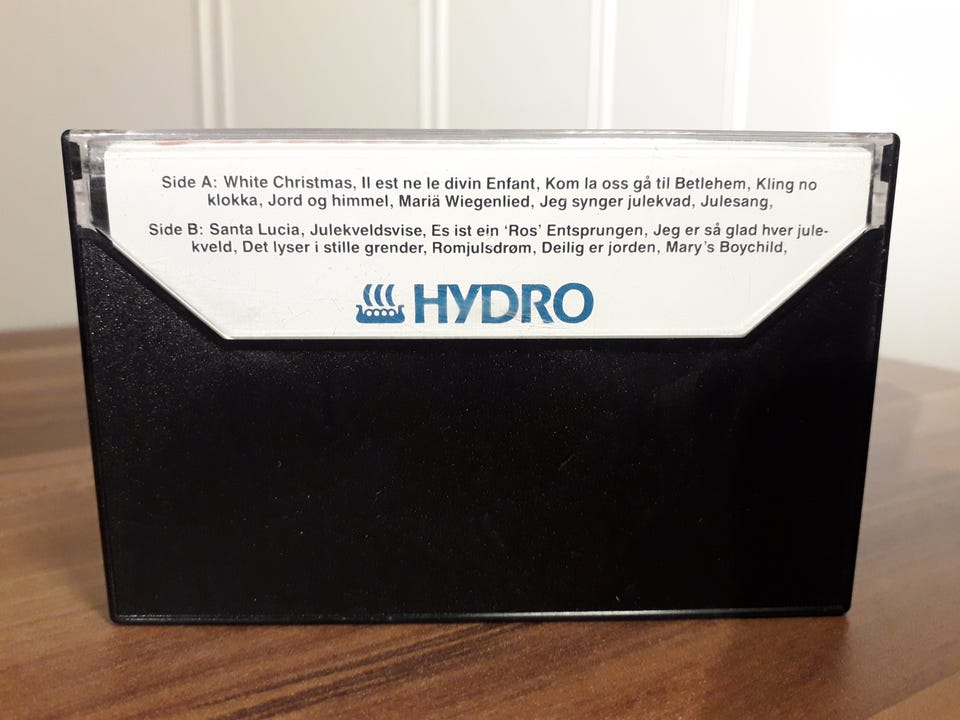 Side A: White Christmas, Il est ne le divin Enfant, Kom la oss gå til Betlehem, Kling no
klokka, Jord og himmel, Mariä Wiegenlied, Jeg synger julekvad, Julesang,
Side B: Santa Lucia, Julekveldsvise, Es ist ein ‘Ros’ Entsprungen, Jeg er så glad hver jule-
kveld, Det lyser i stille grender, Romjulsdrøm, Deilig er jorden, Mary’s Boychild,
HYDRO